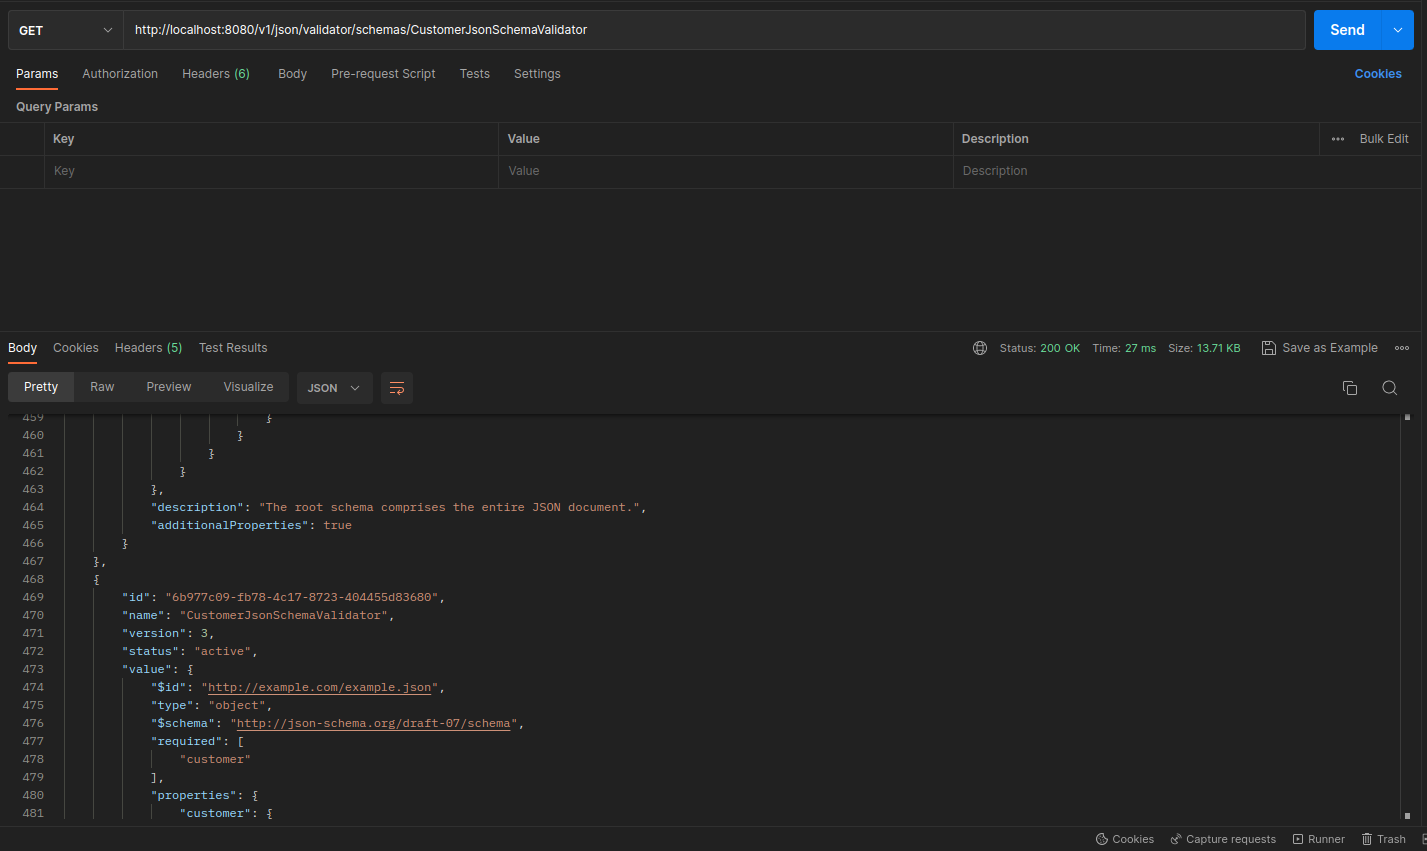 GET http://localhost:8080/v1/json/validator/schemas/CustomerJsonSchemaValidator Send
Params Authorization Headers (6) Body Pre-request Script Tests Settings Cookies
Query Params
Key Value Description ••• Bulk Edit
Key Value Description
Body Cookies Headers (5) Test Results Status: 200 OK Time: 27 ms Size: 13.71 KB Save as Example
Pretty Raw Preview Visualize JSON
459 }
460 }
461 }
462 }
463 },
464 "description": "The root schema comprises the entire JSON document.",
465 "additionalProperties": true
466 }
467 },
468 {
469 "id": "6b977c09-fb78-4c17-8723-404455d83680",
470 "name": "CustomerJsonSchemaValidator",
471 "version": 3,
472 "status": "active",
473 "value": {
474 "$id": "http://example.com/example.json",
475 "type": "object",
476 "$schema": "http://json-schema.org/draft-07/schema",
477 "required": [
478 "customer"
479 ],
480 "properties": {
481 "customer": {
Cookies Capture requests Runner Trash